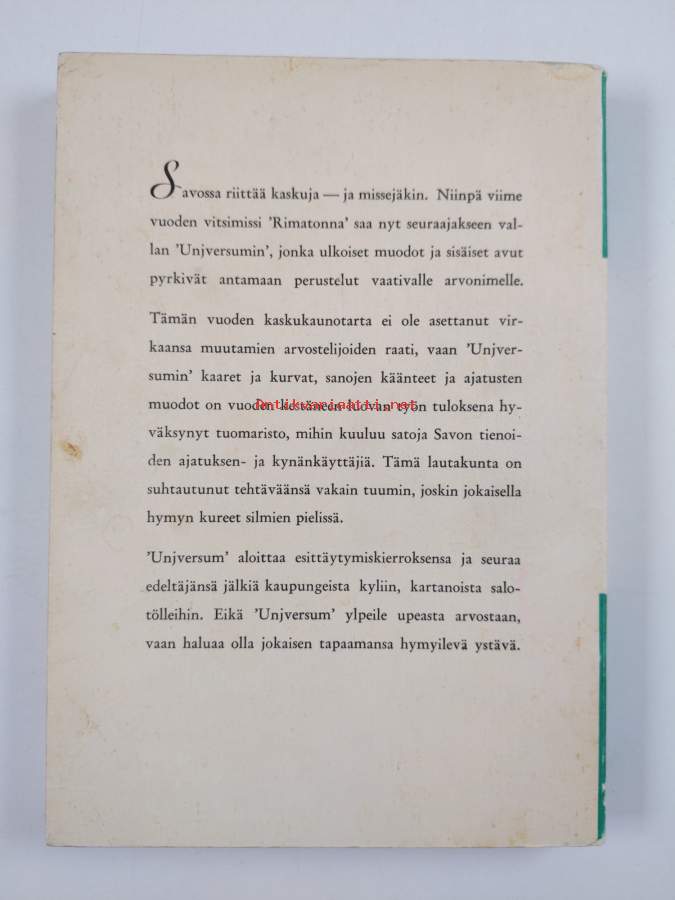 Savossa riittää kaskuja — ja missejäkin. Niinpä viime
vuoden vitsimissi 'Rimatonna' saa nyt seuraajakseen val-
lan 'Unjversumin', jonka ulkoiset muodot ja sisäiset avut
pyrkivät antamaan perustelut vaativalle arvonimelle.
Tämän vuoden kaskukaunotarta ei ole asettanut vir-
kaansa muutamien arvostelijoiden raati, vaan 'Unjver-
sumin' kaaret ja kurvat, sanojen käänteet ja ajatusten
muodot on vuoden kestäneen luovan työn tuloksena hy-
väksynyt tuomaristo, mihin kuuluu satoja Savon tienoi-
den ajatuksen- ja kynänkäyttäjiä. Tämä lautakunta on
suhtautunut tehtäväänsä vakain tuumin, joskin jokaisella
hymyn kureet silmien pielissä.
'Unjversum' aloittaa esittäytymiskierroksensa ja seuraa
edeltäjänsä jälkiä kaupungeista kyliin, kartanoista salo-
tölleihin. Eikä 'Unjversum' ylpeile upeasta arvostaan,
vaan haluaa olla jokaisen tapaamansa hymyilevä ystävä.
Antikvariaatti.net